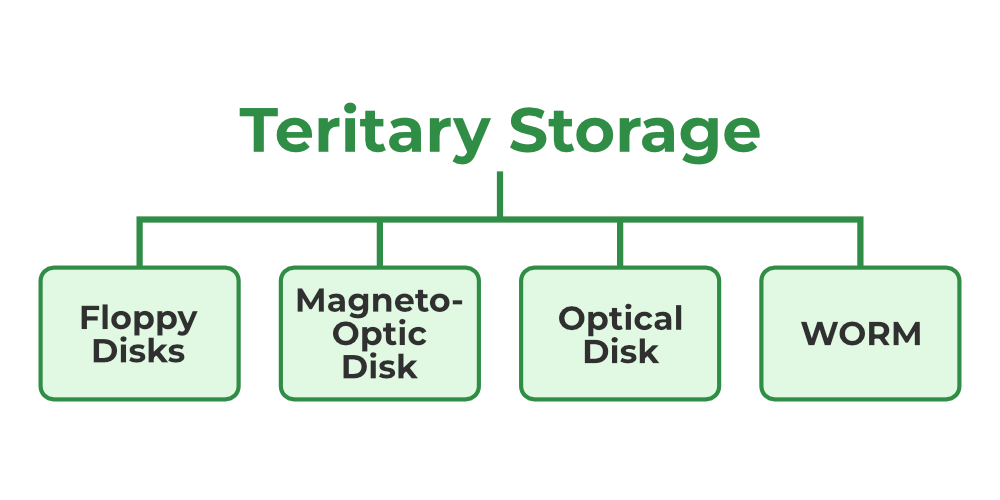 Teritary Storage
Floppy
Disks
Magneto-
Optic
Disk
Optical
Disk
WORM